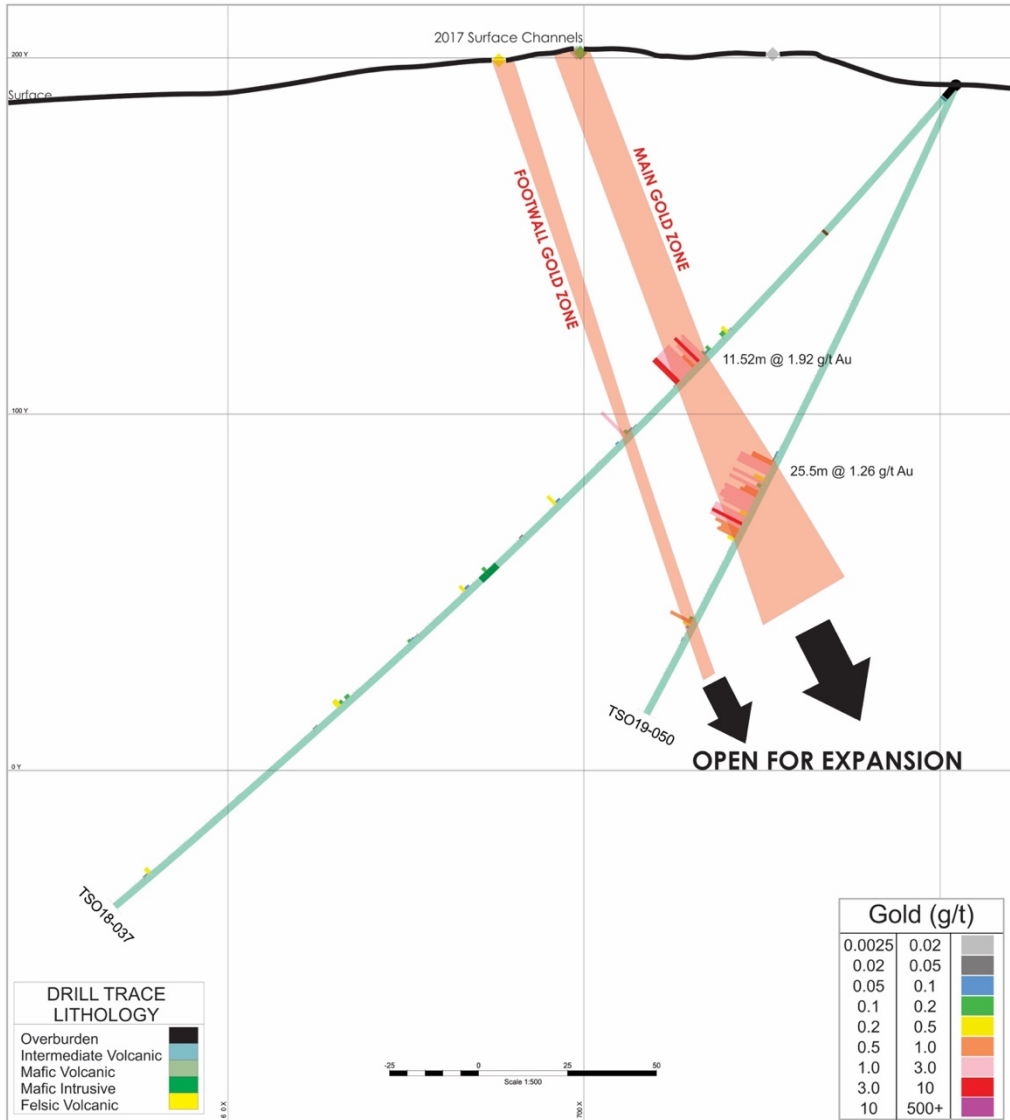 2017 Surface Channels
200 Y
Surface
MAIN GOLD ZONE
FOOTWALL GOLD ZONE
11.52m @ 1.92 g/t Au
100 Y
25.5m @ 1.26 g/t Au
TSO19-050
OPEN FOR EXPANSION
0 Y
TSO18-037
DRILL TRACE
LITHOLOGY
Overburden
Intermediate Volcanic
Mafic Volcanic
Mafic Intrusive
Felsic Volcanic
-25 0 25 50
Scale 1:500
700 X
Gold (g/t)
0.0025 0.02
0.02 0.05
0.05 0.1
0.1 0.2
0.2 0.5
0.5 1.0
1.0 3.0
3.0 10
10 500+